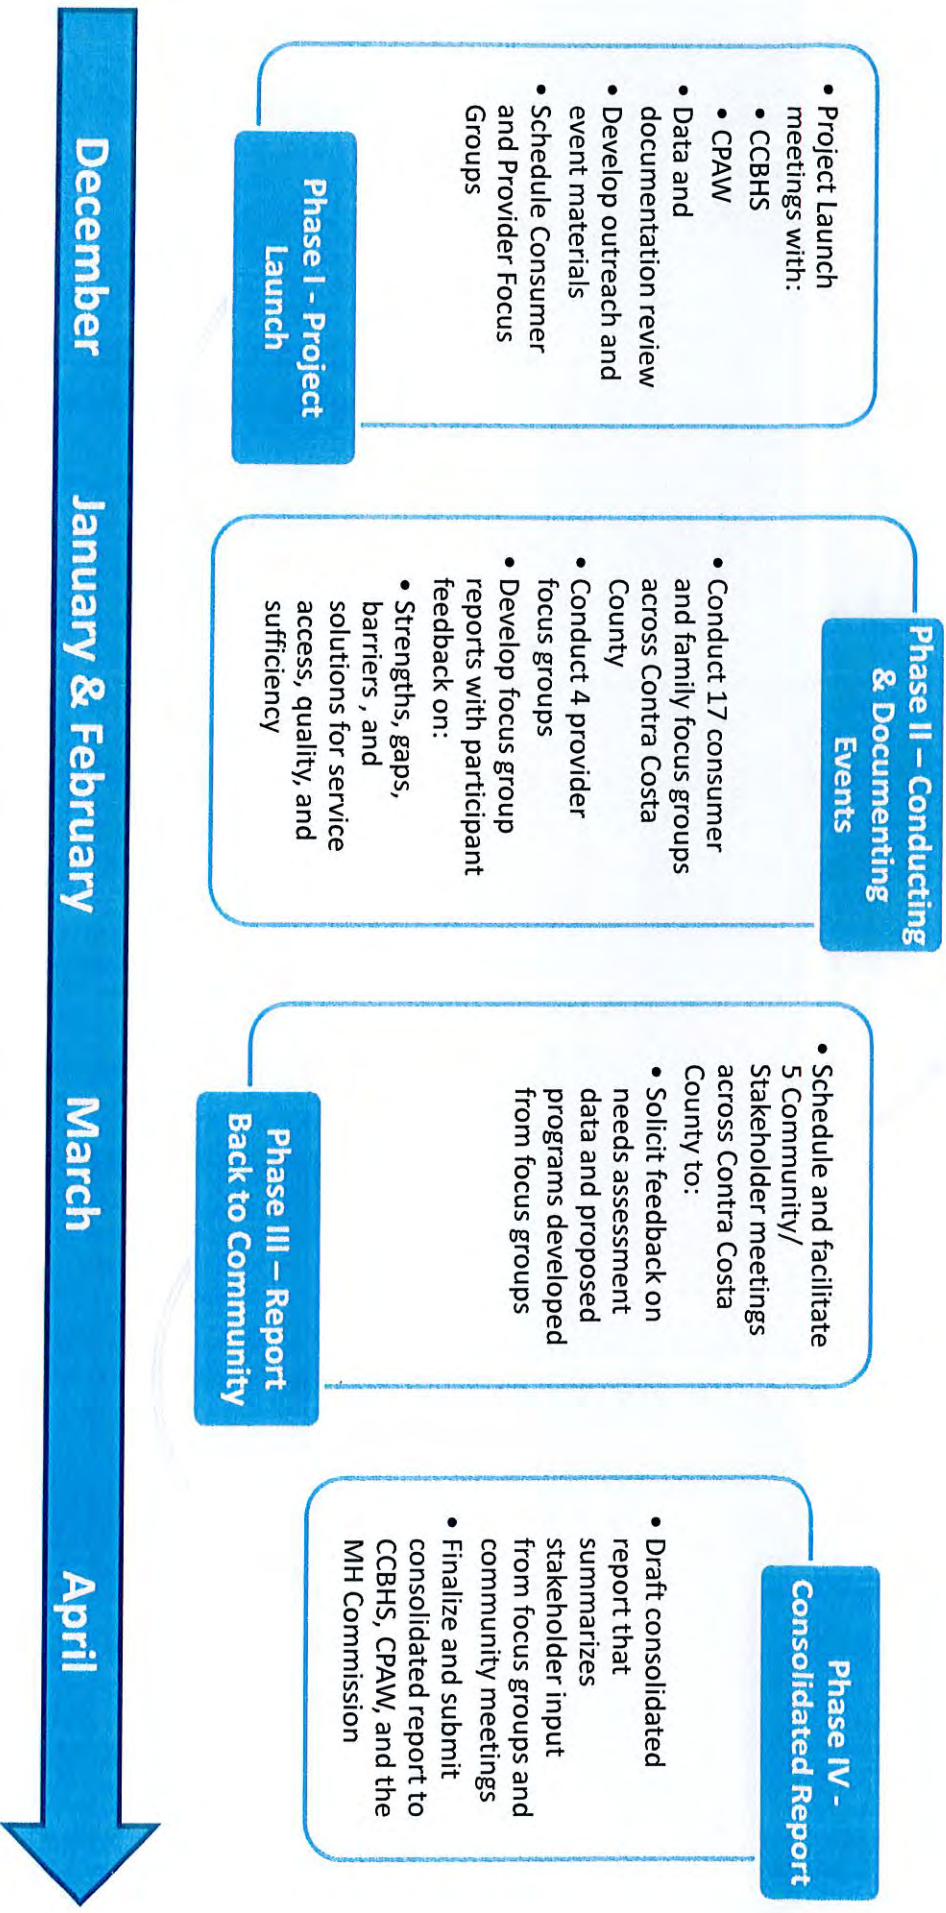 • Project Launch
meetings with:
• CCBHS
• CPAW
• Data and
documentation review
• Develop outreach and
event materials
• Schedule Consumer
and Provider Focus
Groups
Phase I - Project
Launch
Phase II – Conducting
& Documenting
Events
• Conduct 17 consumer
and family focus groups
across Contra Costa
County
• Conduct 4 provider
focus groups
• Develop focus group
reports with participant
feedback on:
• Strengths, gaps,
barriers , and
solutions for service
access, quality, and
sufficiency
• Schedule and facilitate
5 Community/
Stakeholder meetings
across Contra Costa
County to:
• Solicit feedback on
needs assessment
data and proposed
programs developed
from focus groups
Phase III – Report
Back to Community
Phase IV -
Consolidated Report
• Draft consolidated
report that
summarizes
stakeholder input
from focus groups and
community meetings
• Finalize and submit
consolidated report to
CCBHS, CPAW, and the
MH Commission
December
January & February
March
April